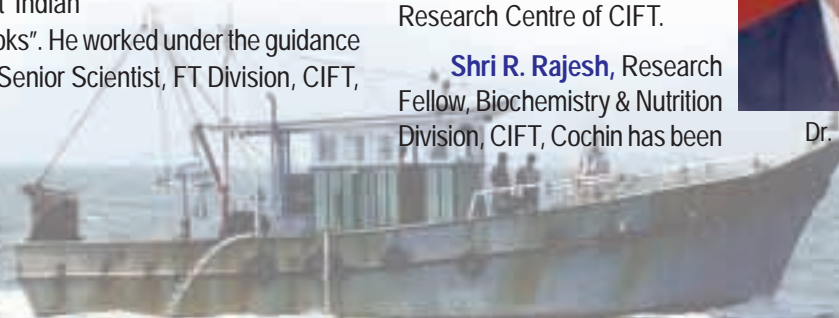 Indian
oks”. He worked under the guidance
Senior Scientist, FT Division, CIFT,
Research Centre of CIFT.
Shri R. Rajesh, Research
Fellow, Biochemistry & Nutrition
Division, CIFT, Cochin has been
Dr.